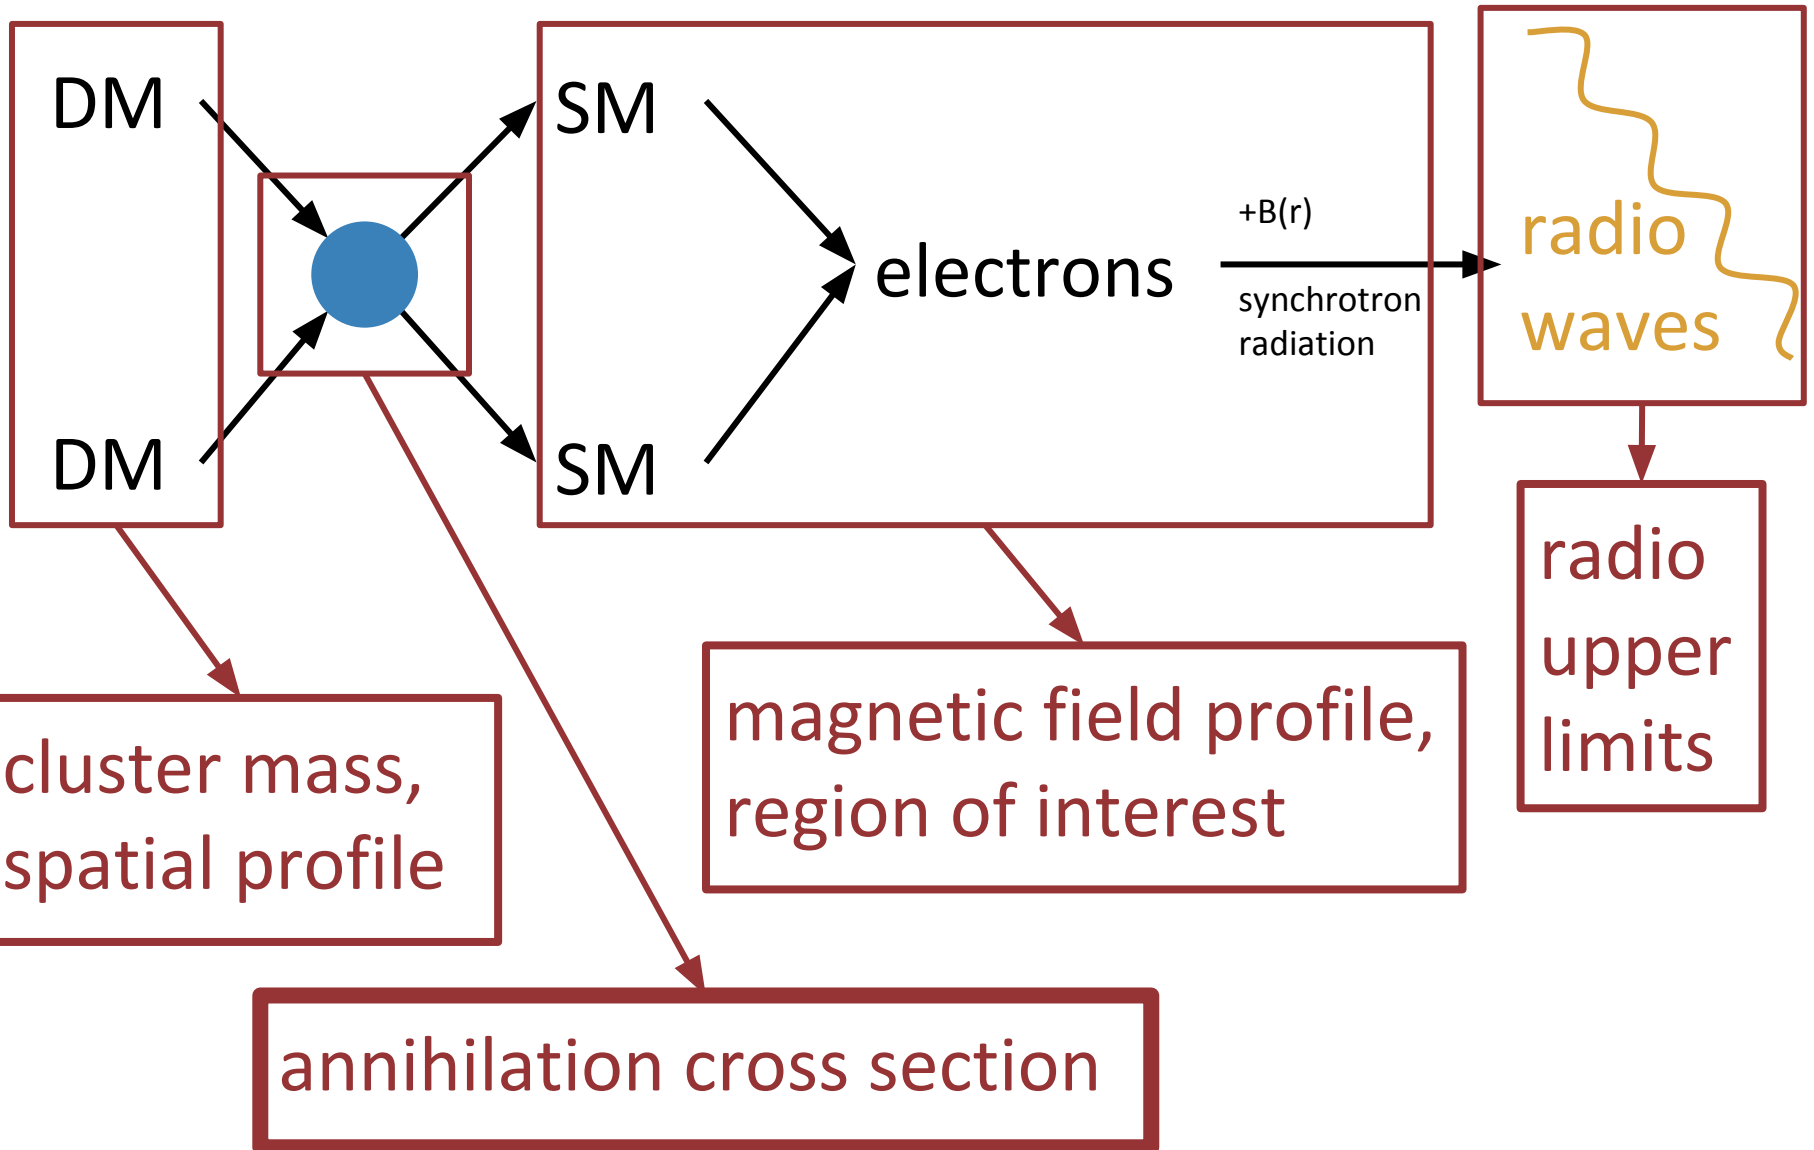 DM
DM
SM
SM
electrons
+B(r)
synchrotron
radiation
radio
waves
radio
upper
limits
magnetic field profile,
region of interest
cluster mass,
spatial profile
annihilation cross section